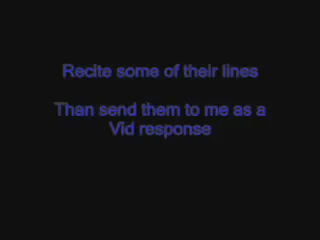 Recite some of their lines
Than send them to me as a
Vid response